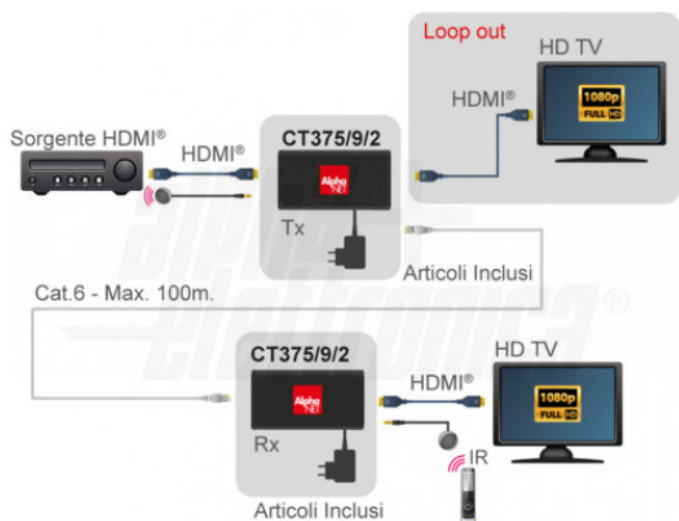 Loop out
HD TV
HDMI®
1080p
FULL HD
Sorgente HDMI®
HDMI®
CT375/9/2
Alpha
NET
Tx
Articoli Inclusi
Cat.6 - Max. 100m.
alpha
elettronica ®
CT375/9/2
Alpha
NET
Rx
HDMI®
HD TV
1080p
FULL HD
IR
Articoli Inclusi